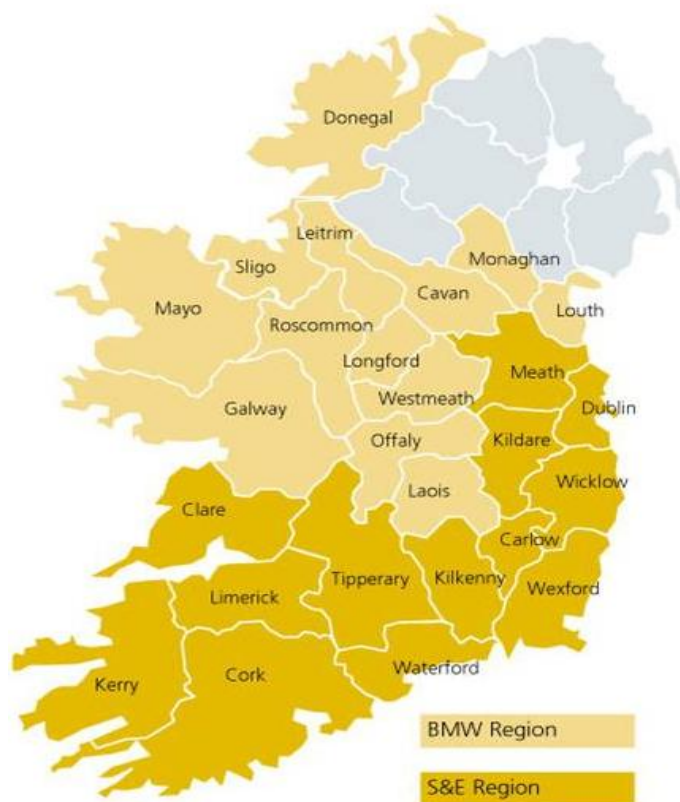 Donegal
Leitrim
Monaghan
Sligo
Cavan
Mayo
Louth
Roscommon
Longford
Meath
Westmeath
Galway
Dublin
Offaly
Kildare
Laois
Wicklow
Clare
Carlow
Tipperary
Kilkenny
Wexford
Limerick
Waterford
Cork
Kerry
BMW Region
S&E Region